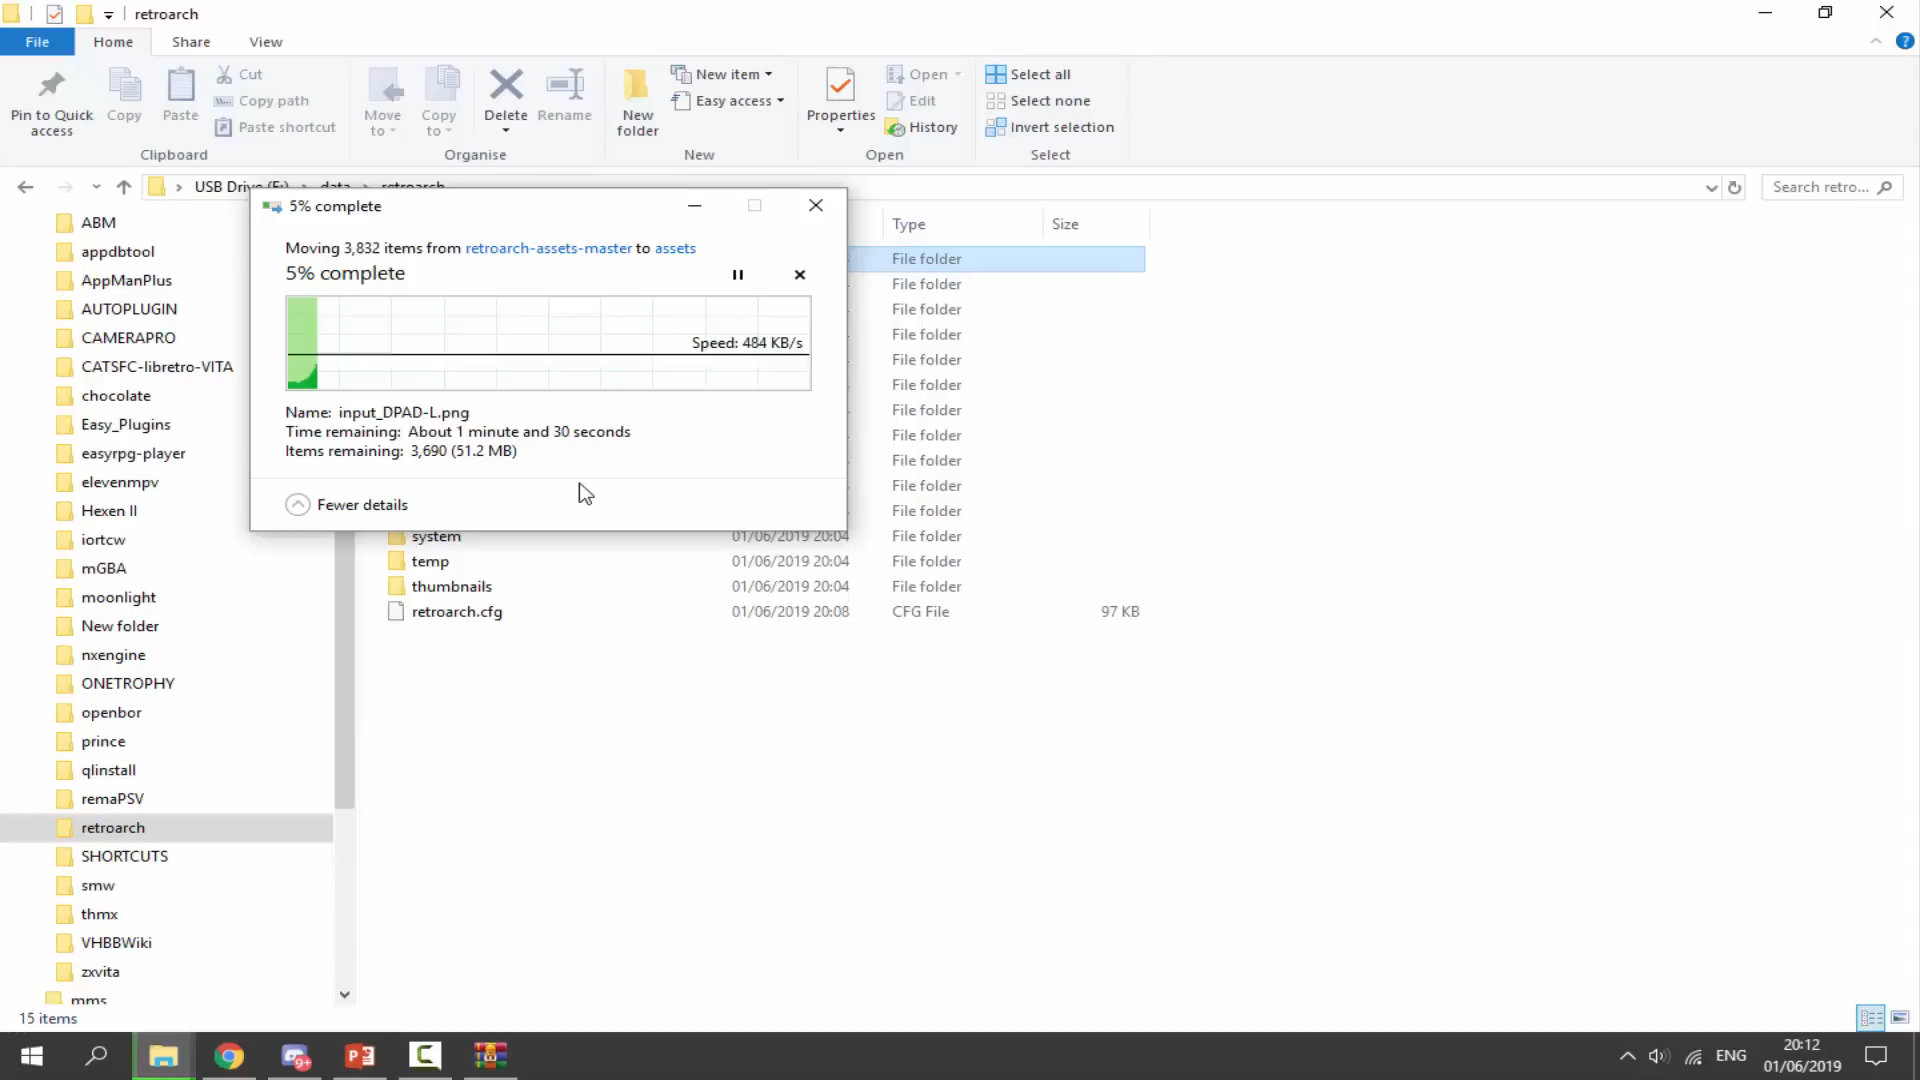 retroarch
File
Home
Share
View
Pin to Quick access
Copy
Paste
Cut
Copy path
Paste shortcut
Clipboard
Move to
Copy to
Delete
Rename
Organise
New folder
New item
Easy access
New
Properties
Open
Edit
History
Open
Select all
Select none
Invert selection
Select
USB Drive (F:) data retroarch
Search retro...
Type
Size
5% complete
Moving 3,832 items from retroarch-assets-master to assets
5% complete
Speed: 484 KB/s
Name: input_DPAD-L.png
Time remaining: About 1 minute and 30 seconds
Items remaining: 3,690 (51.2 MB)
Fewer details
ABM
appdbtool
AppManPlus
AUTOPLUGIN
CAMERAPRO
CATSFC-libretro-VITA
chocolate
Easy_Plugins
easyrpg-player
elevenmpv
Hexen II
iortcw
mGBA
moonlight
New folder
nxengine
ONETROPHY
openbor
prince
qlinstall
remaPSV
retroarch
SHORTCUTS
smw
thmx
VHBBWiki
zxvita
mms
File folder
File folder
File folder
File folder
File folder
File folder
File folder
File folder
File folder
File folder
File folder
system 01/06/2019 20:04 File folder
temp 01/06/2019 20:04 File folder
thumbnails 01/06/2019 20:04 File folder
retroarch.cfg 01/06/2019 20:08 CFG File 97 KB
15 items
9+
ENG
20:12
01/06/2019